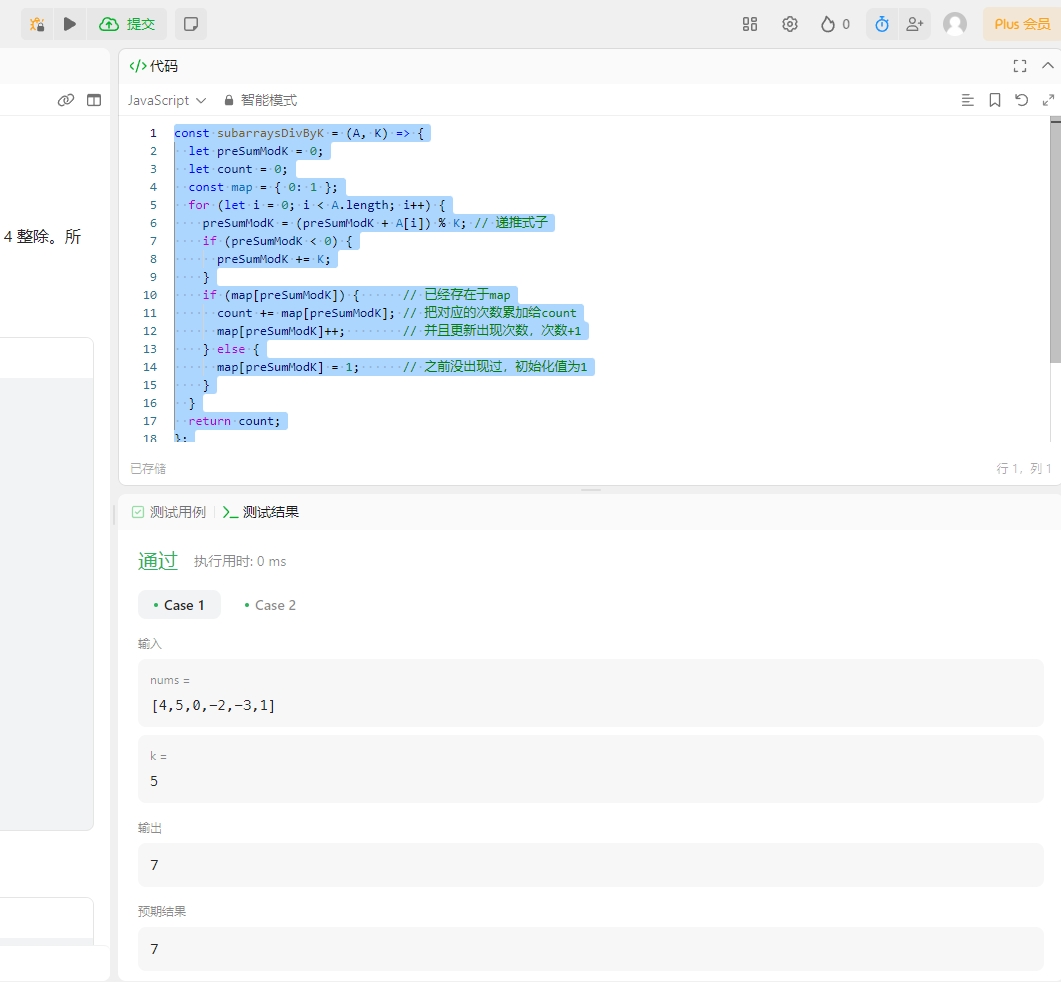 提交
0
Plus 会员
4 整除。所
</>代码
JavaScript
智能模式
1 const subarraysDivByK = (A, K) => {
2 let preSumModK = 0;
3 let count = 0;
4 const map = { 0: 1 };
5 for (let i = 0; i < A.length; i++) {
6 preSumModK = (preSumModK + A[i]) % K; // 递推式子
7 if (preSumModK < 0) {
8 preSumModK += K;
9 }
10 if (map[preSumModK]) { // 已经存在于map
11 count += map[preSumModK]; // 把对应的次数累加给count
12 map[preSumModK]++; // 并且更新出现次数，次数+1
13 } else {
14 map[preSumModK] = 1; // 之前没出现过，初始化值为1
15 }
16 }
17 return count;
18 };
已存储
行 1，列 1
测试用例
测试结果
通过
执行用时: 0 ms
• Case 1
• Case 2
输入
nums =
[4,5,0,-2,-3,1]
k =
5
输出
7
预期结果
7